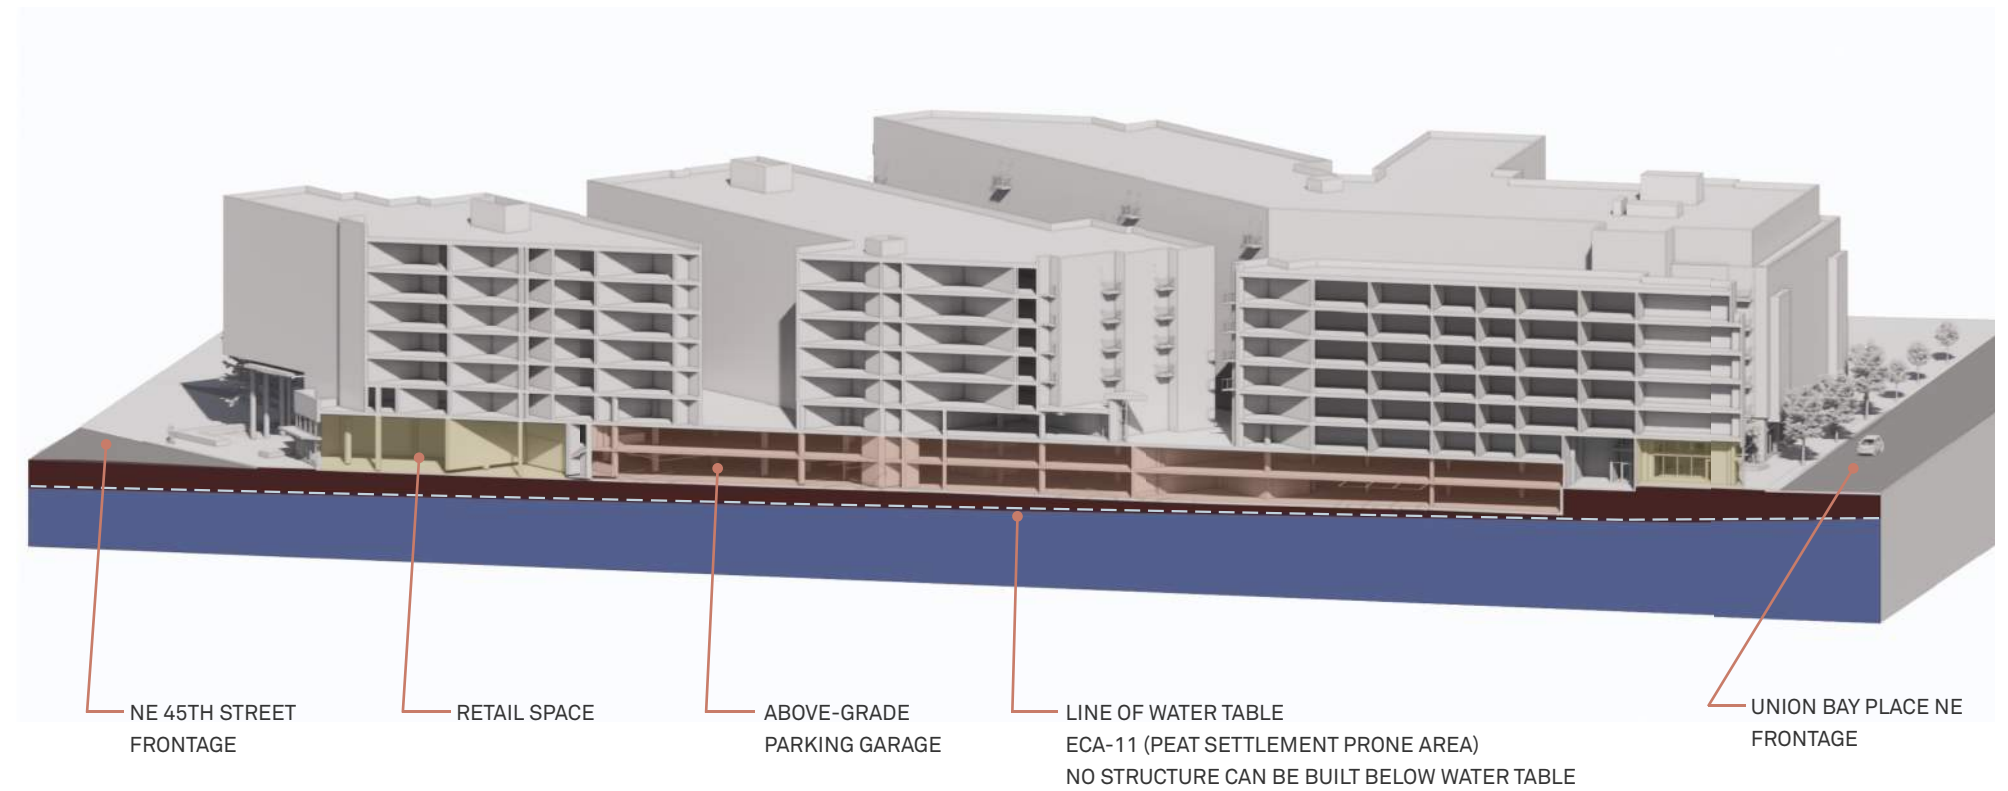 NE 45TH STREET
FRONTAGE
RETAIL SPACE
ABOVE-GRADE
PARKING GARAGE
LINE OF WATER TABLE
ECA-11 (PEAT SETTLEMENT PRONE AREA)
NO STRUCTURE CAN BE BUILT BELOW WATER TABLE
UNION BAY PLACE NE
FRONTAGE